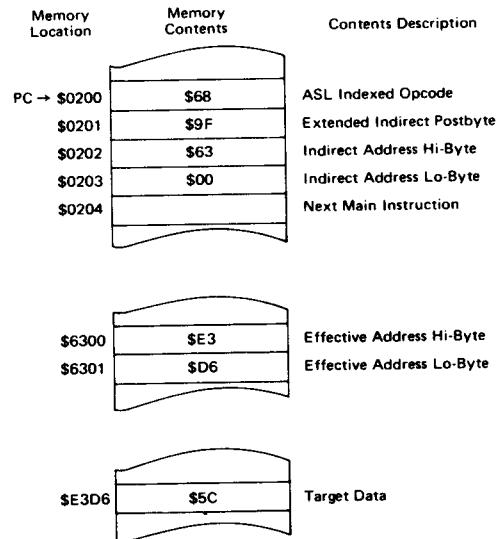 Memory Location Memory Contents Contents Description
PC → $0200 $68 ASL Indexed Opcode
$0201 $9F Extended Indirect Postbyte
$0202 $63 Indirect Address Hi-Byte
$0203 $00 Indirect Address Lo-Byte
$0204 Next Main Instruction
$6300 $E3 Effective Address Hi-Byte
$6301 $D6 Effective Address Lo-Byte
$E3D6 $5C Target Data